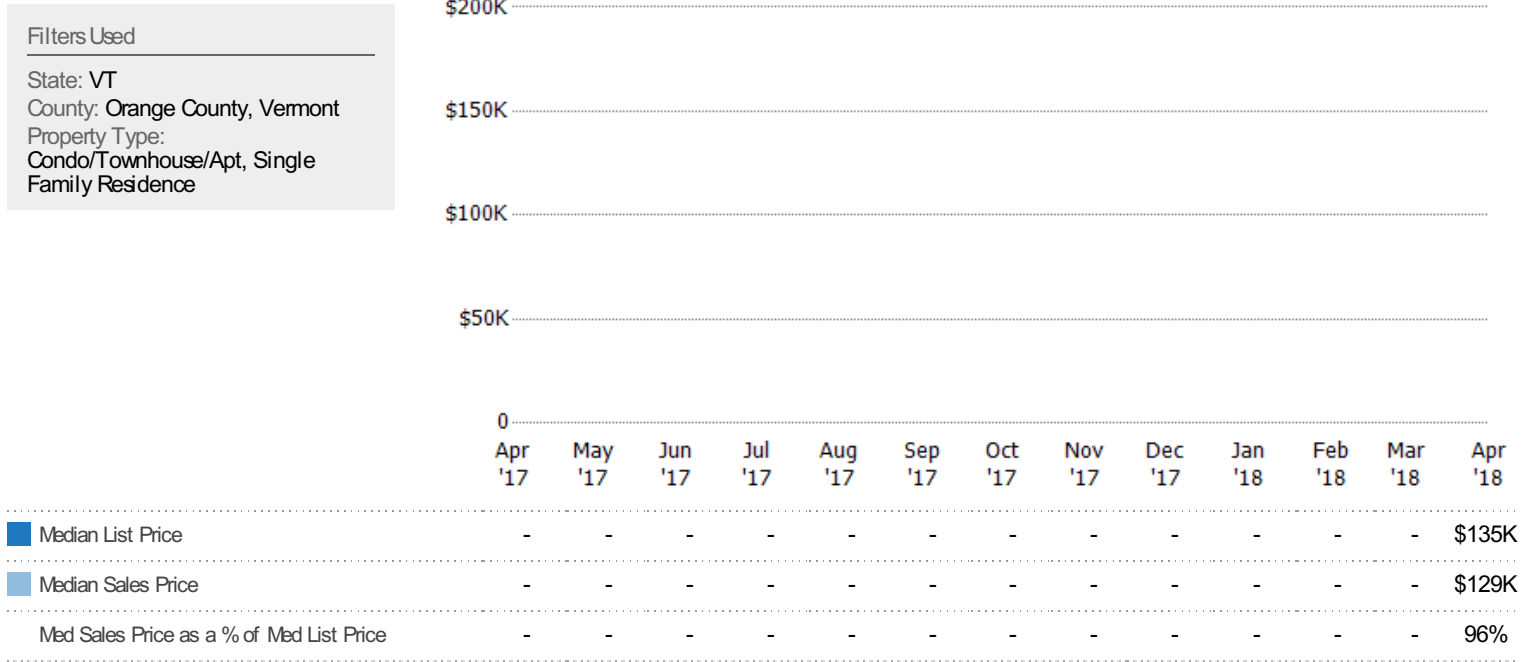 Filters Used
State: VT
County: Orange County, Vermont
Property Type:
Condo/Townhouse/Apt, Single
Family Residence
$200K
$150K
$100K
$50K
0
Apr May Jun Jul Aug Sep Oct Nov Dec Jan Feb Mar Apr
'17 '17 '17 '17 '17 '17 '17 '17 '17 '18 '18 '18 '18
Median List Price - - - - - - - - - - - - $135K
Median Sales Price - - - - - - - - - - - - $129K
Med Sales Price as a % of Med List Price - - - - - - - - - - - - 96%